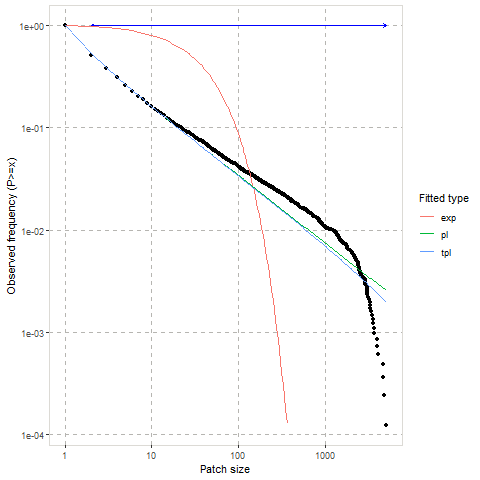 1e+00
1e-01
1e-02
1e-03
1e-04
Observed frequency (P>=x)
1
10
100
1000
Patch size
Fitted type
exp
pl
tpl